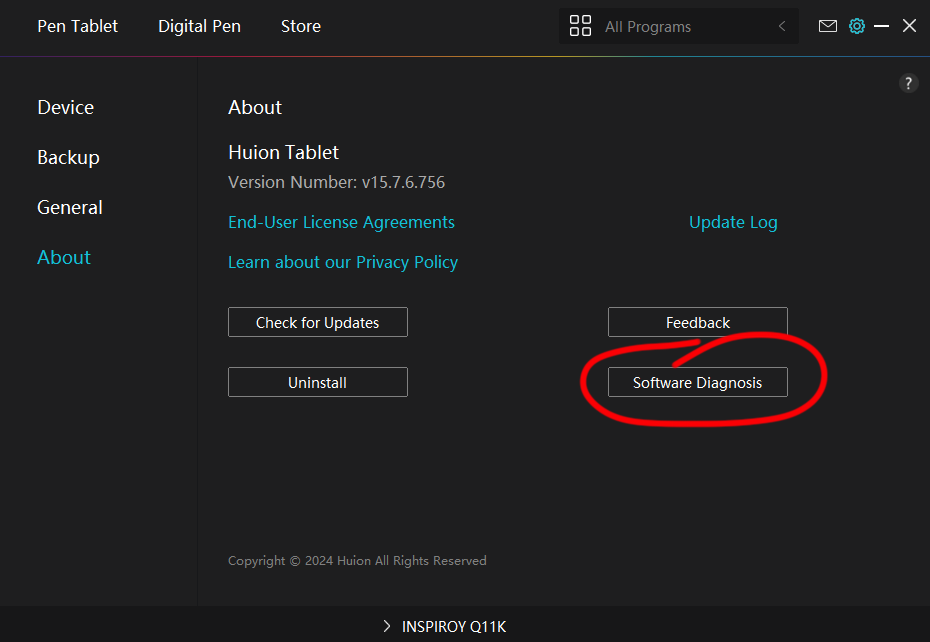 Pen Tablet Digital Pen Store All Programs
?
Device
Backup
General
About
About
Huion Tablet
Version Number: v15.7.6.756
End-User License Agreements Update Log
Learn about our Privacy Policy
Check for Updates Feedback
Uninstall Software Diagnosis
Copyright © 2024 Huion All Rights Reserved
INSPIROY Q11K